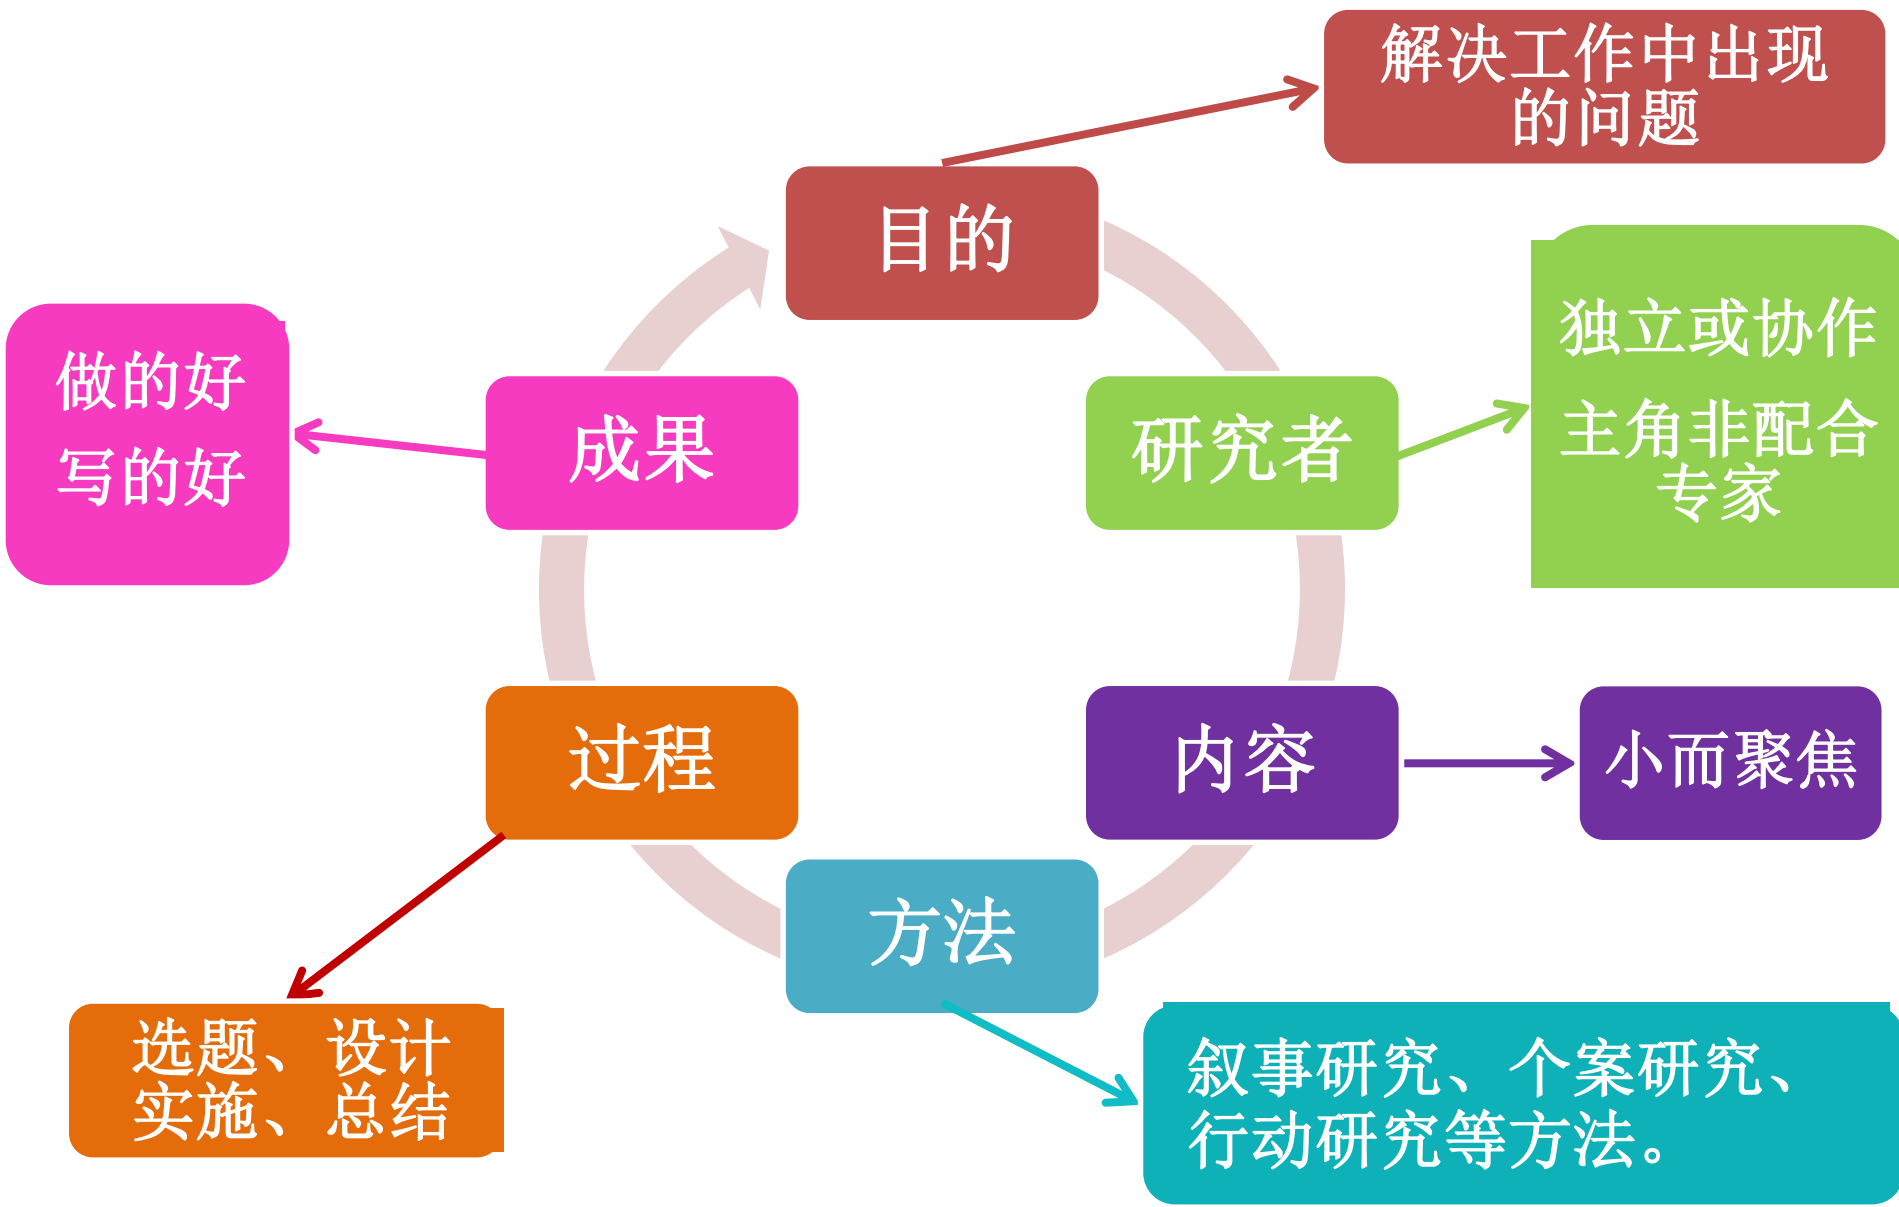 解决工作中出现
的问题
目的
独立或协作
主角非配合
专家
研究者
做的好
写的好
成果
过程
内容
小而聚焦
方法
选题、设计
实施、总结
叙事研究、个案研究、
行动研究等方法。